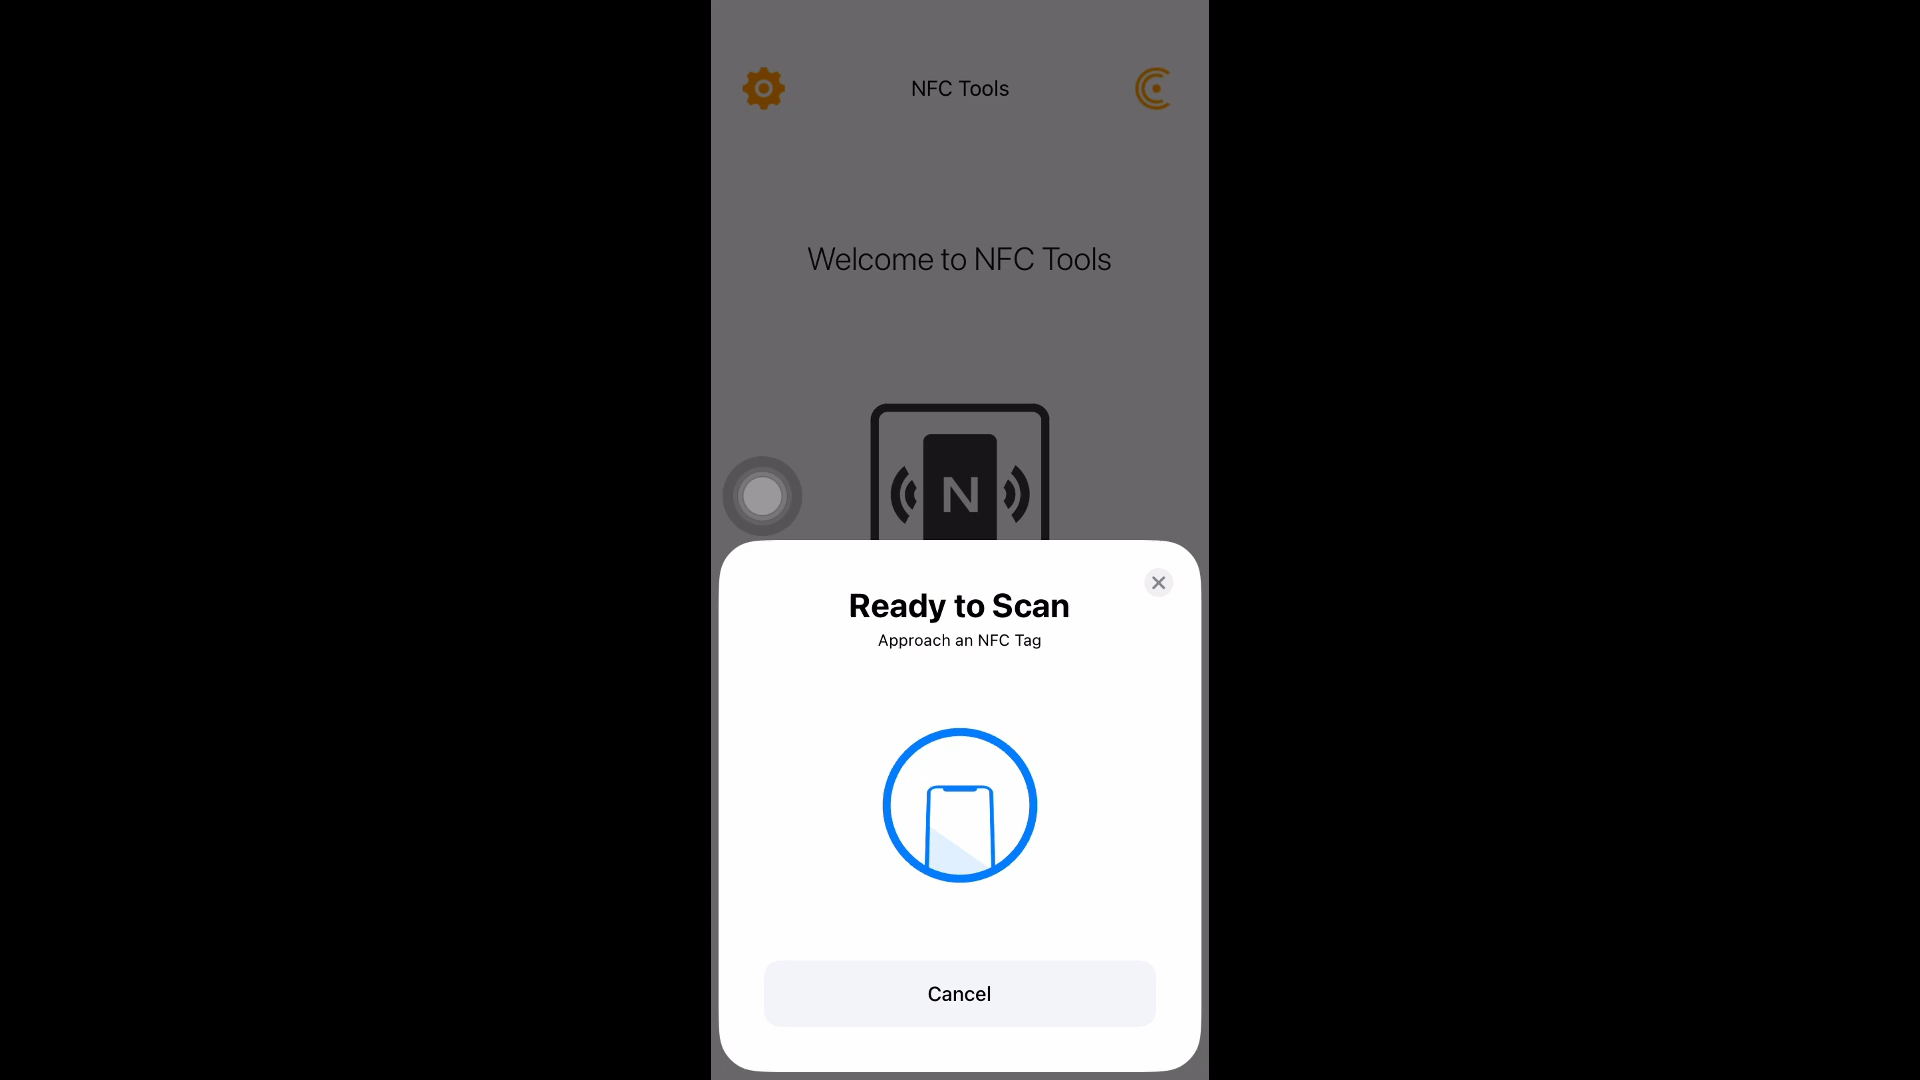 NFC Tools
Welcome to NFC Tools
N
Ready to Scan
Approach an NFC Tag
Cancel